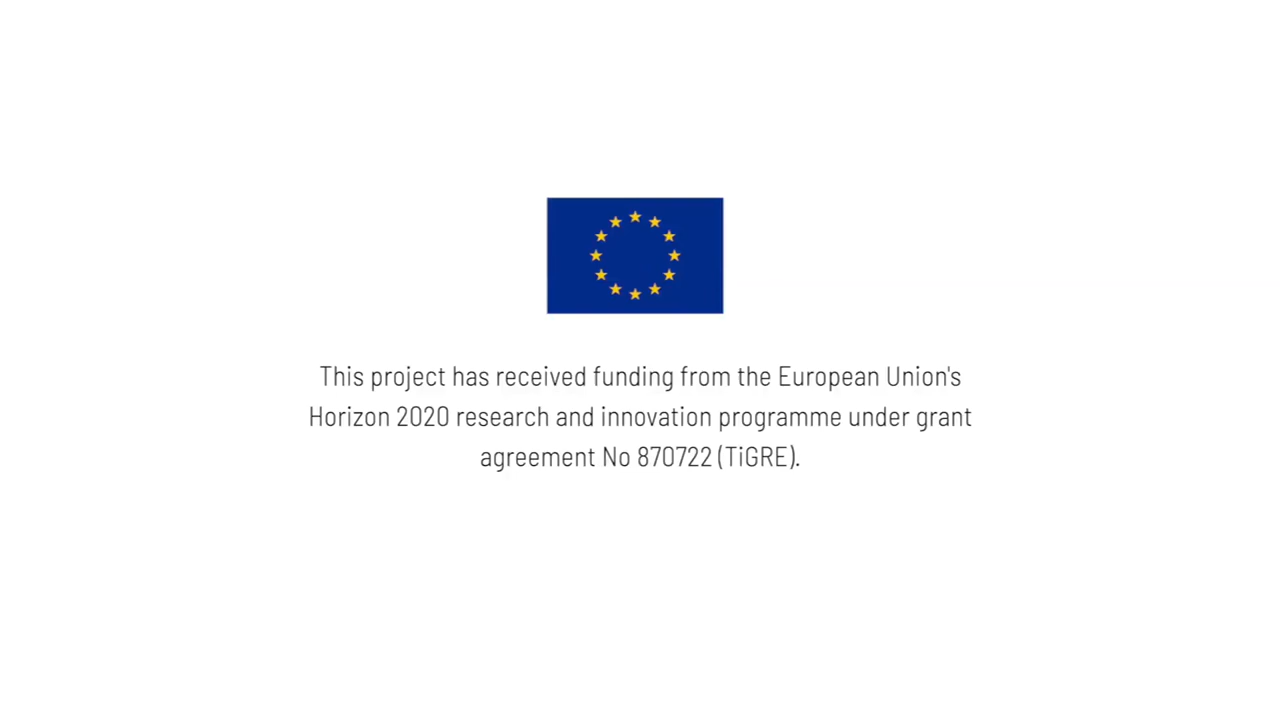 This project has received funding from the European Union's
Horizon 2020 research and innovation programme under grant
agreement No 870722 (TiGRE).